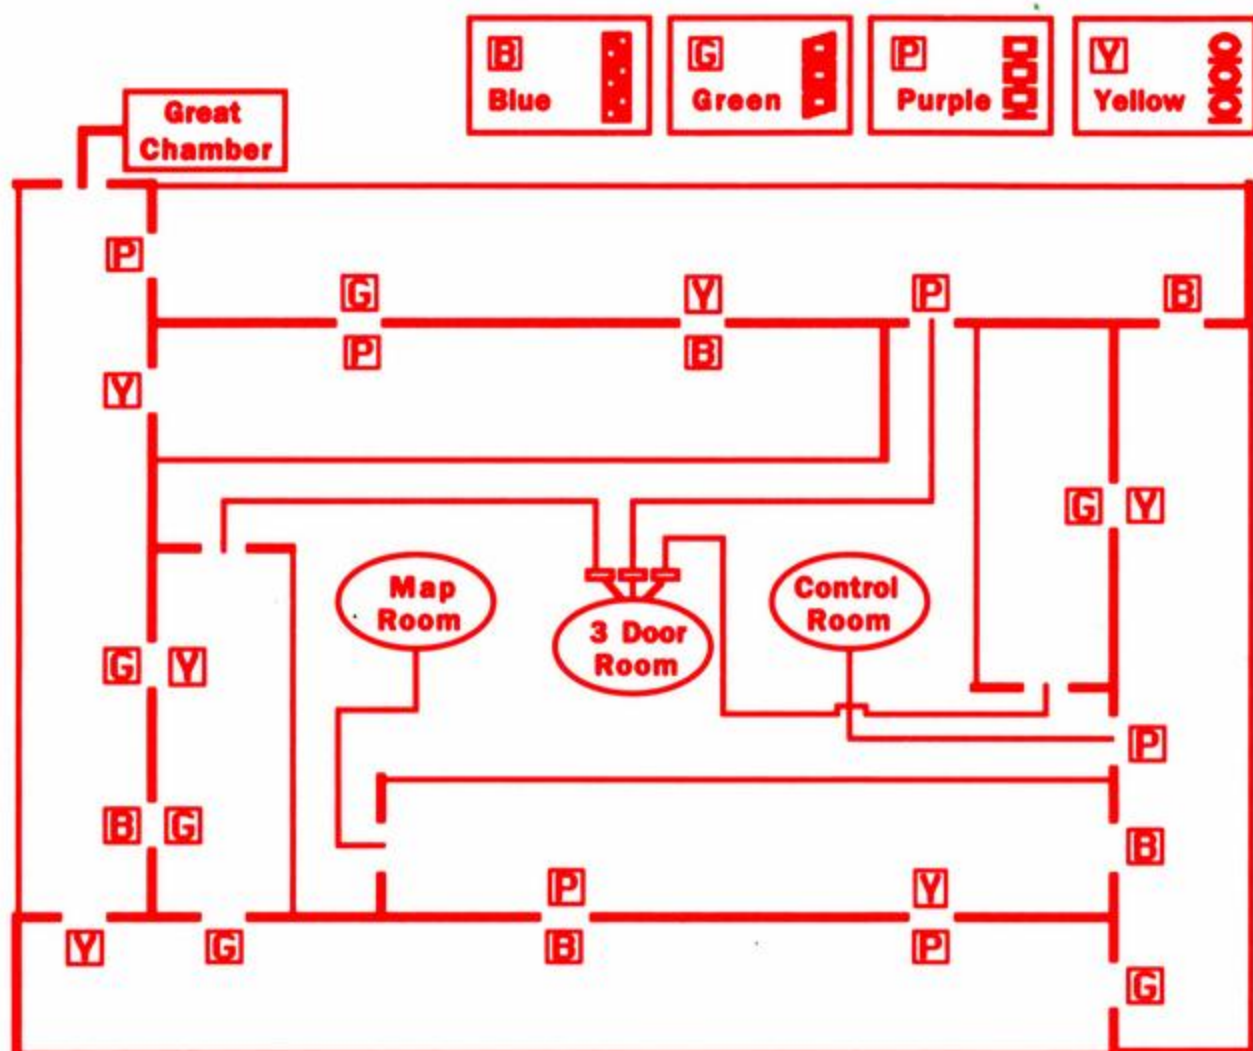 B
Blue
G
Green
P
Purple
Y
Yellow
Great
Chamber
P
G
Y
P
B
P
B
Y
G Y
Map
Room
Control
Room
3 Door
Room
G Y
P
B G
B
P
Y
Y
G
B
P
G